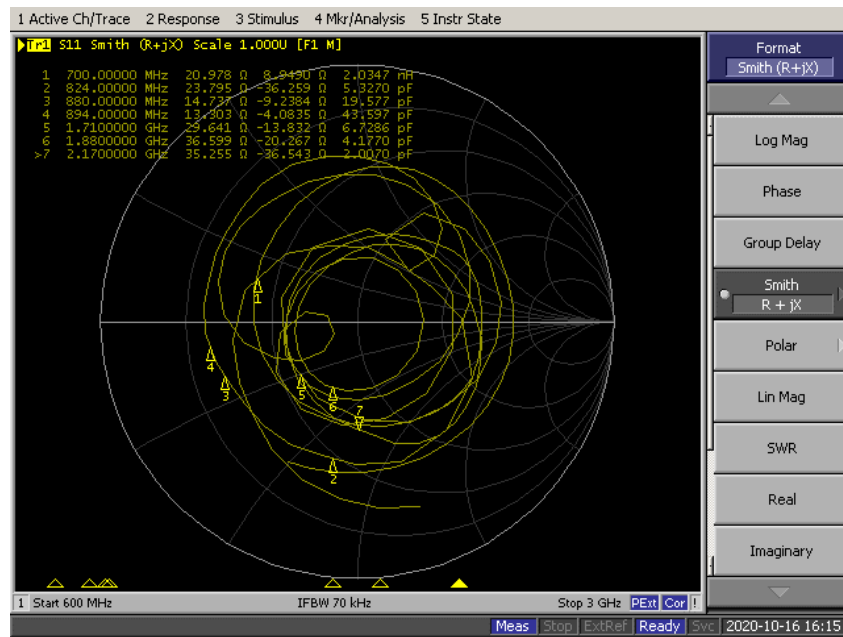 1 Active Ch/Trace 2 Response 3 Stimulus 4 Mkr/Analysis 5 Instr State
Tr1 S11 Smith (R+jX) Scale 1.000U [F1 M]
1 700.00000 MHz 20.978 Ω 8.9490 Ω 2.0347 nH
2 824.00000 MHz 23.795 Ω -36.259 Ω 5.3270 pF
3 880.00000 MHz 14.737 Ω -9.2384 Ω 19.577 pF
4 894.00000 MHz 13.303 Ω -4.0835 Ω 43.597 pF
5 1.7100000 GHz 29.641 Ω -13.832 Ω 6.7286 pF
6 1.8800000 GHz 36.599 Ω -20.267 Ω 4.1770 pF
>7 2.1700000 GHz 35.255 Ω -36.543 Ω 2.0070 pF
1
4
3
5
6
7
2
Format
Smith (R+jX)
Log Mag
Phase
Group Delay
Smith
R + jX
Polar
Lin Mag
SWR
Real
Imaginary
1 Start 600 MHz IFBW 70 kHz Stop 3 GHz PExt Cor !
Meas Stop ExtRef Ready Svc 2020-10-16 16:15